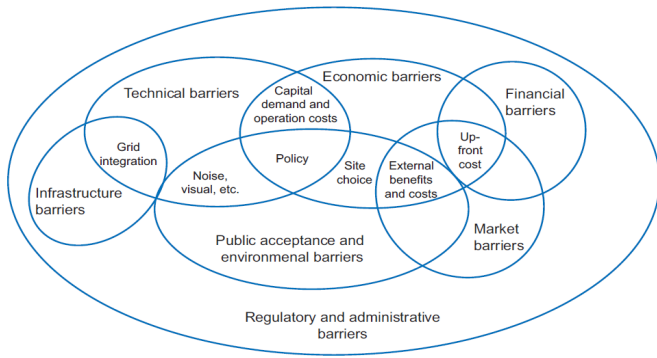 Economic barriers
Technical barriers
Capital
demand and
operation costs
Financial
barriers
Grid
integration
Up-
front
cost
Policy
Site
choice
External
benefits
and costs
Noise,
visual, etc.
Infrastructure
barriers
Market
barriers
Public acceptance and
environmenal barriers
Regulatory and administrative
barriers